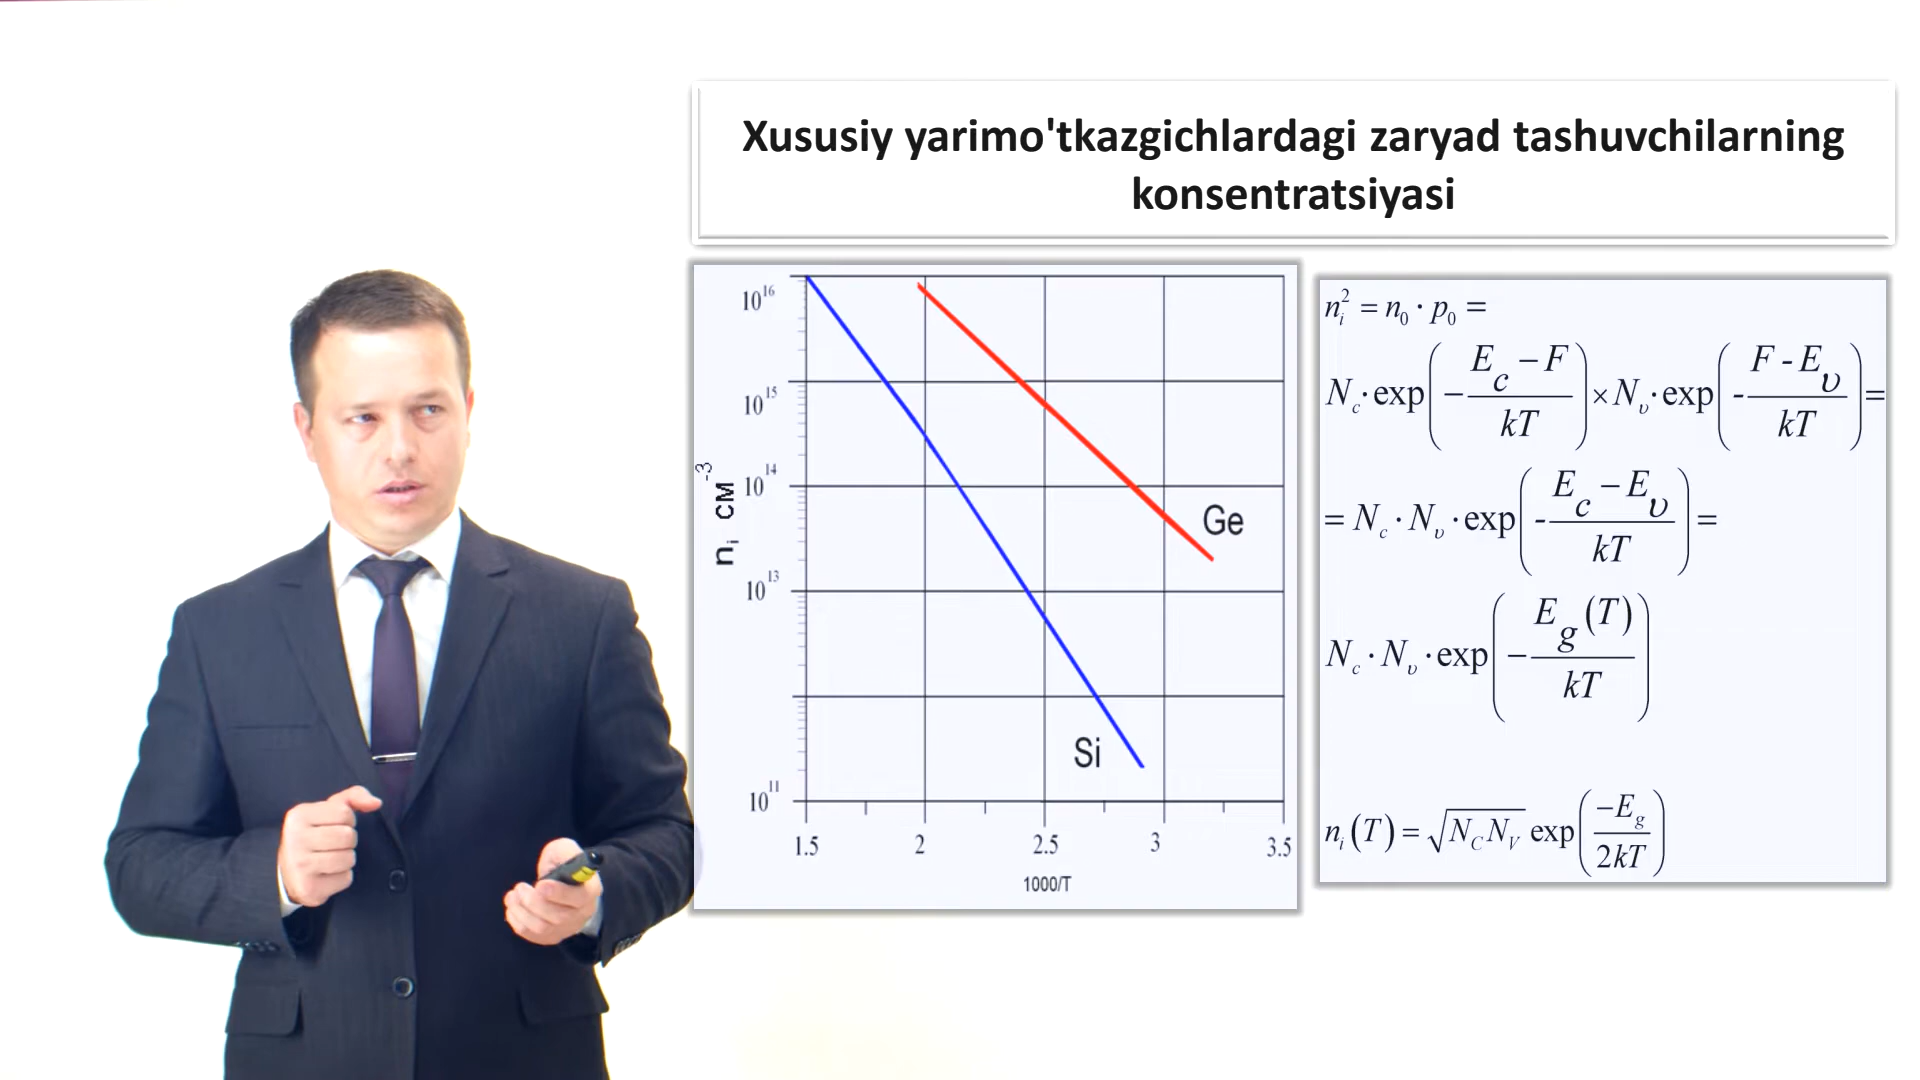 Xususiy yarimo'tkazgichlardagi zaryad tashuvchilarning
konsentratsiyasi
10^16
10^15
10^14
10^13
10^11
n_i см^-3
Ge
Si
1.5 2 2.5 3 3.5
1000/T
n_i^2 = n_0 · p_0 =
N_c · exp(− (E_c − F)/kT) × N_υ · exp(- (F - E_υ)/kT) =
= N_c · N_υ · exp(- (E_c − E_υ)/kT) =
N_c · N_υ · exp(− E_g(T)/kT)
n_i(T) = √(N_C N_V) exp(−E_g/2kT)